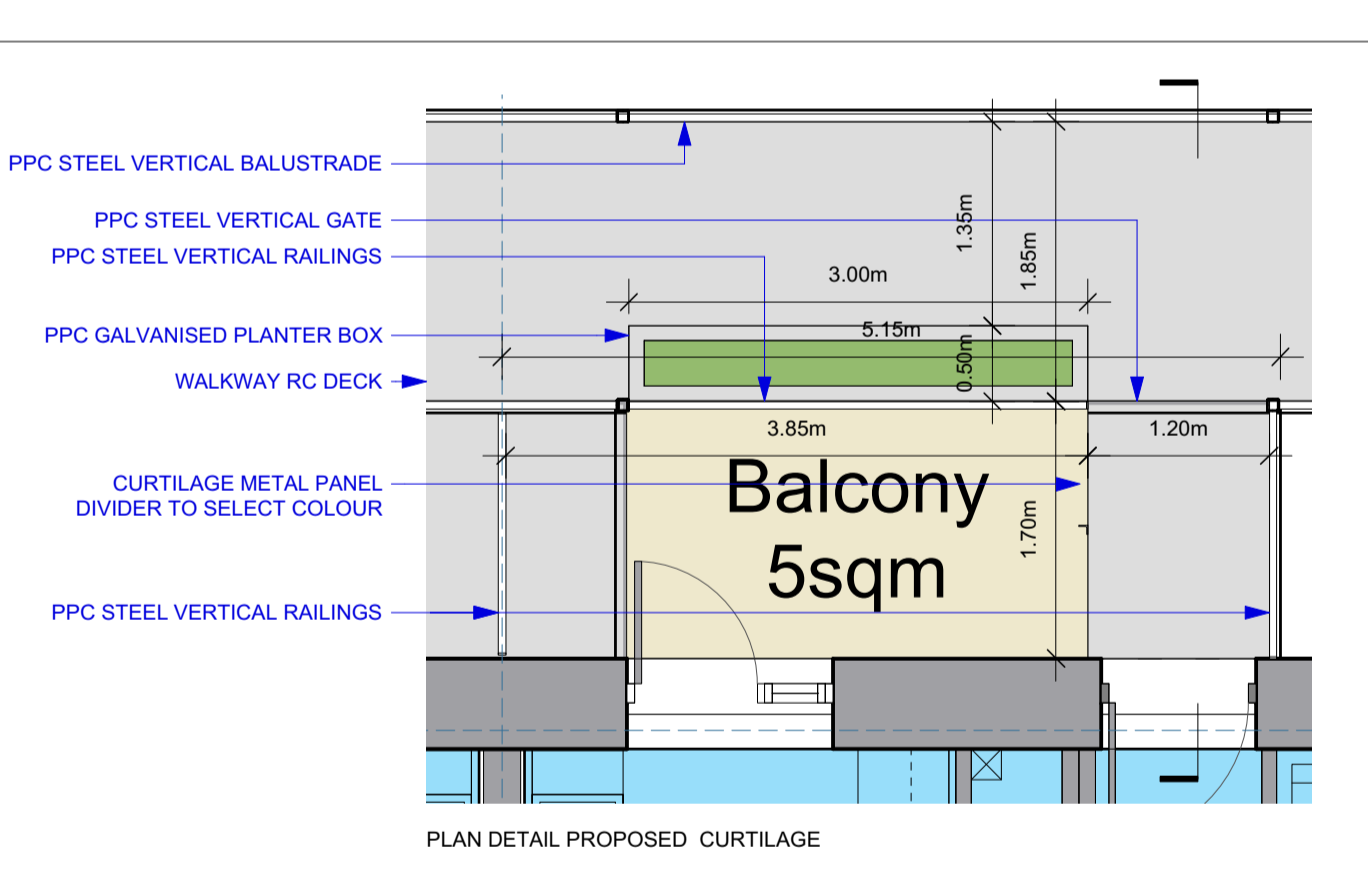 PPC STEEL VERTICAL BALUSTRADE
PPC STEEL VERTICAL GATE
1.35m
PPC STEEL VERTICAL RAILINGS
1.85m
3.00m
PPC GALVANISED PLANTER BOX
5.15m
0.50m
WALKWAY RC DECK
3.85m
1.20m
CURTILAGE METAL PANEL
DIVIDER TO SELECT COLOUR
Balcony
5sqm
1.70m
PPC STEEL VERTICAL RAILINGS
PLAN DETAIL PROPOSED CURTILAGE